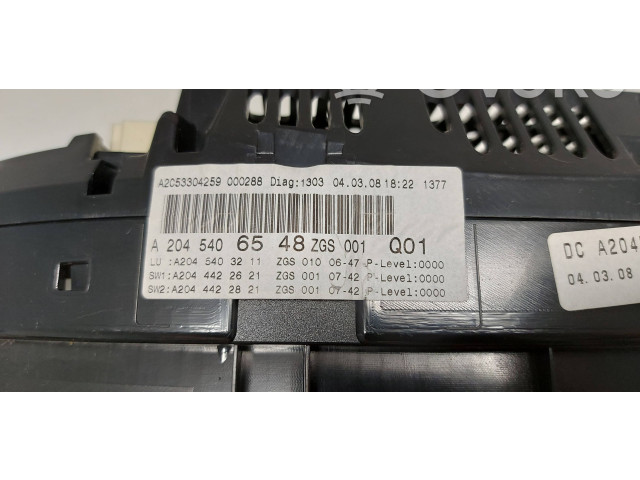 A2C53304259 000288 Diag:1303 04.03.08 18:22 1377
A 204 540 65 48 ZGS 001 Q01
LU :A204 540 32 11 ZGS 010 06-47 P-Level:0000
SW1:A204 442 26 21 ZGS 001 07-42 P-Level:0000
SW2:A204 442 28 21 ZGS 001 07-42 P-Level:0000
DC A204
04.03.08